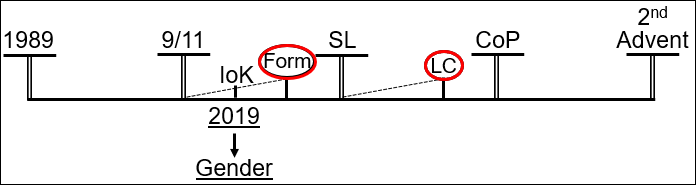 1989
9/11
IoK
Form
SL
LC
CoP
2nd
Advent
2019
Gender